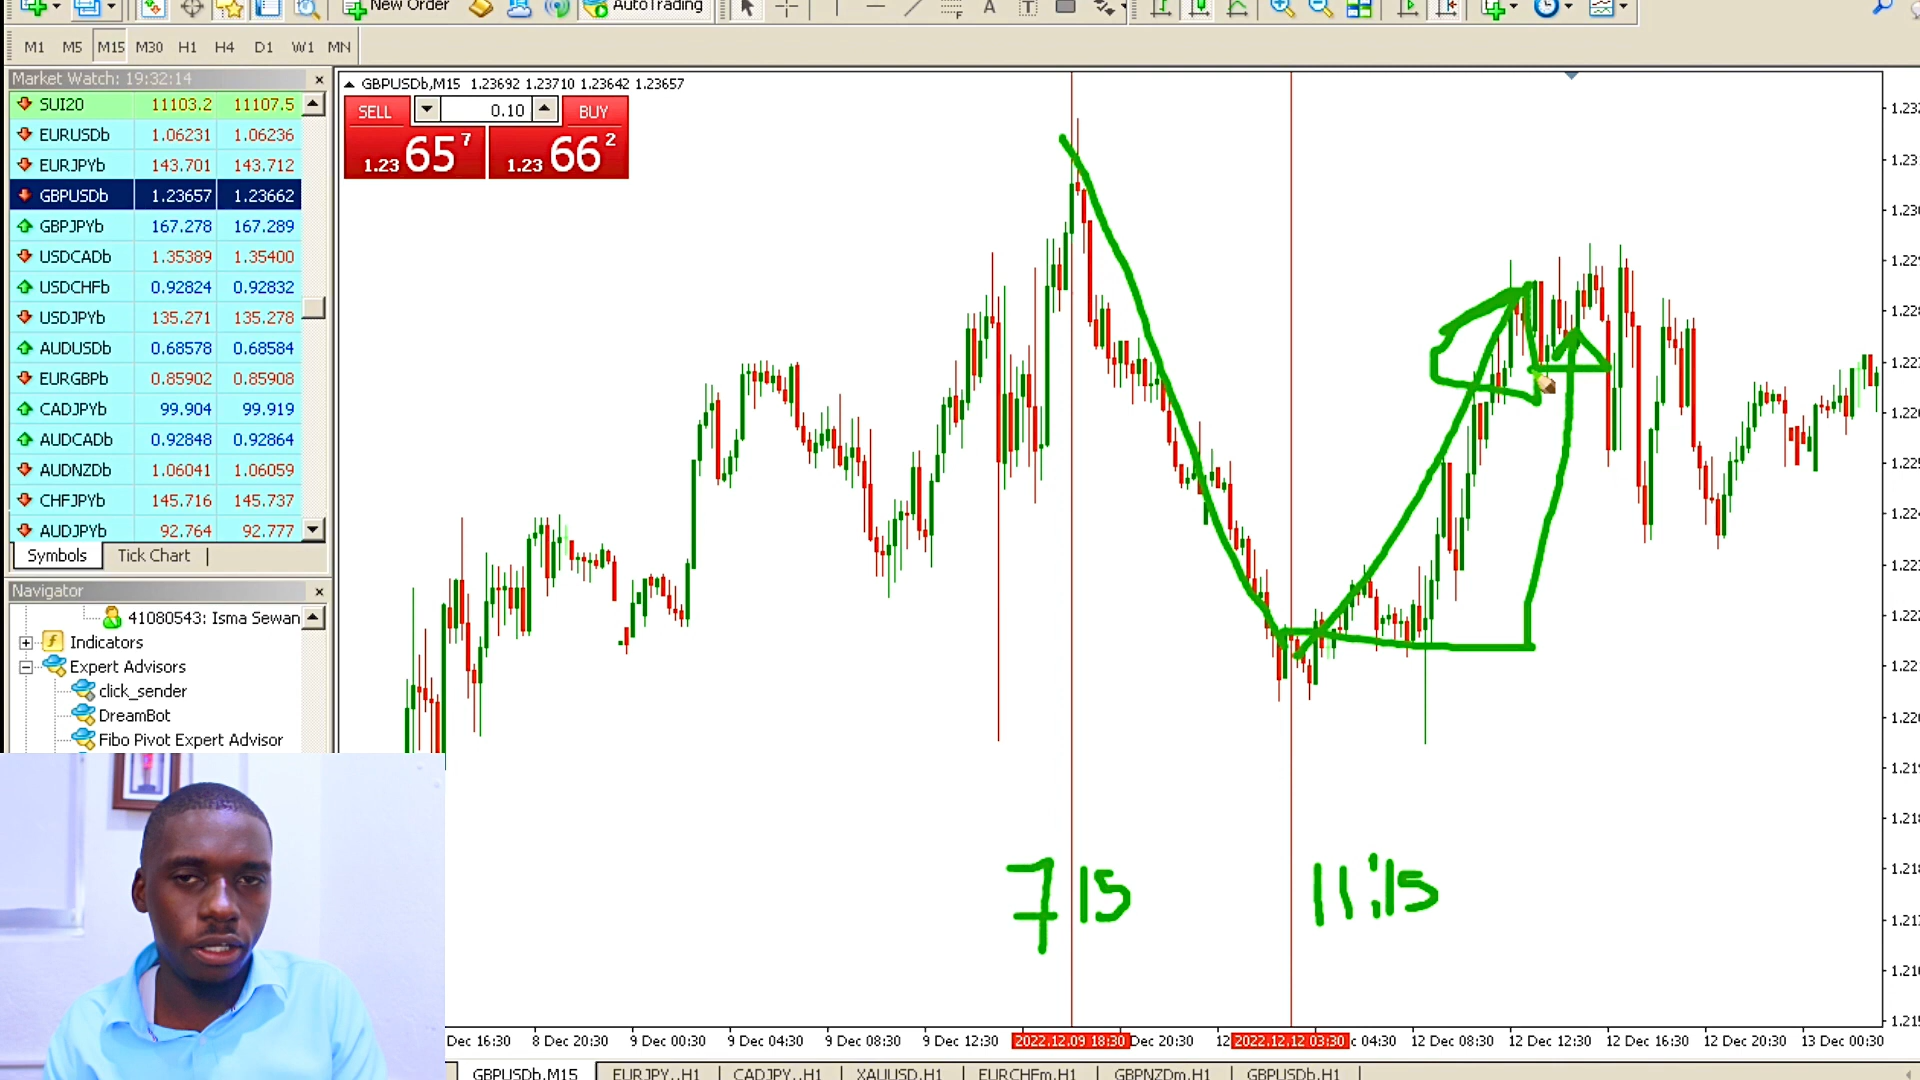 New Order
AutoTrading
M1 M5 M15 M30 H1 H4 D1 W1 MN
Market Watch: 19:32:14
SUI20 11103.2 11107.5
EURUSDb 1.06231 1.06236
EURJPYb 143.701 143.712
GBPUSDb 1.23657 1.23662
GBPJPYb 167.278 167.289
USDCADb 1.35389 1.35400
USDCHFb 0.92824 0.92832
USDJPYb 135.271 135.278
AUDUSDb 0.68578 0.68584
EURGBPb 0.85902 0.85908
CADJPYb 99.904 99.919
AUDCADb 0.92848 0.92864
AUDNZDb 1.06041 1.06059
CHFJPYb 145.716 145.737
AUDJPYb 92.764 92.777
Symbols Tick Chart
Navigator
41080543: Isma Sewan
Indicators
Expert Advisors
click_sender
DreamBot
Fibo Pivot Expert Advisor
GBPUSDb,M15 1.23692 1.23710 1.23642 1.23657
SELL 0.10 BUY
1.23 65 7 1.23 66 2
7 15 11:15
Dec 16:30 8 Dec 20:30 9 Dec 00:30 9 Dec 04:30 9 Dec 08:30 9 Dec 12:30 2022.12.09 18:30 Dec 20:30 12 2022.12.12 03:30 c 04:30 12 Dec 08:30 12 Dec 12:30 12 Dec 16:30 12 Dec 20:30 13 Dec 00:30
GBPUSDb,M15 EURJPY..H1 CADJPY..H1 XAUUSD,H1 EURCHFm,H1 GBPNZDm,H1 GBPUSDb,H1